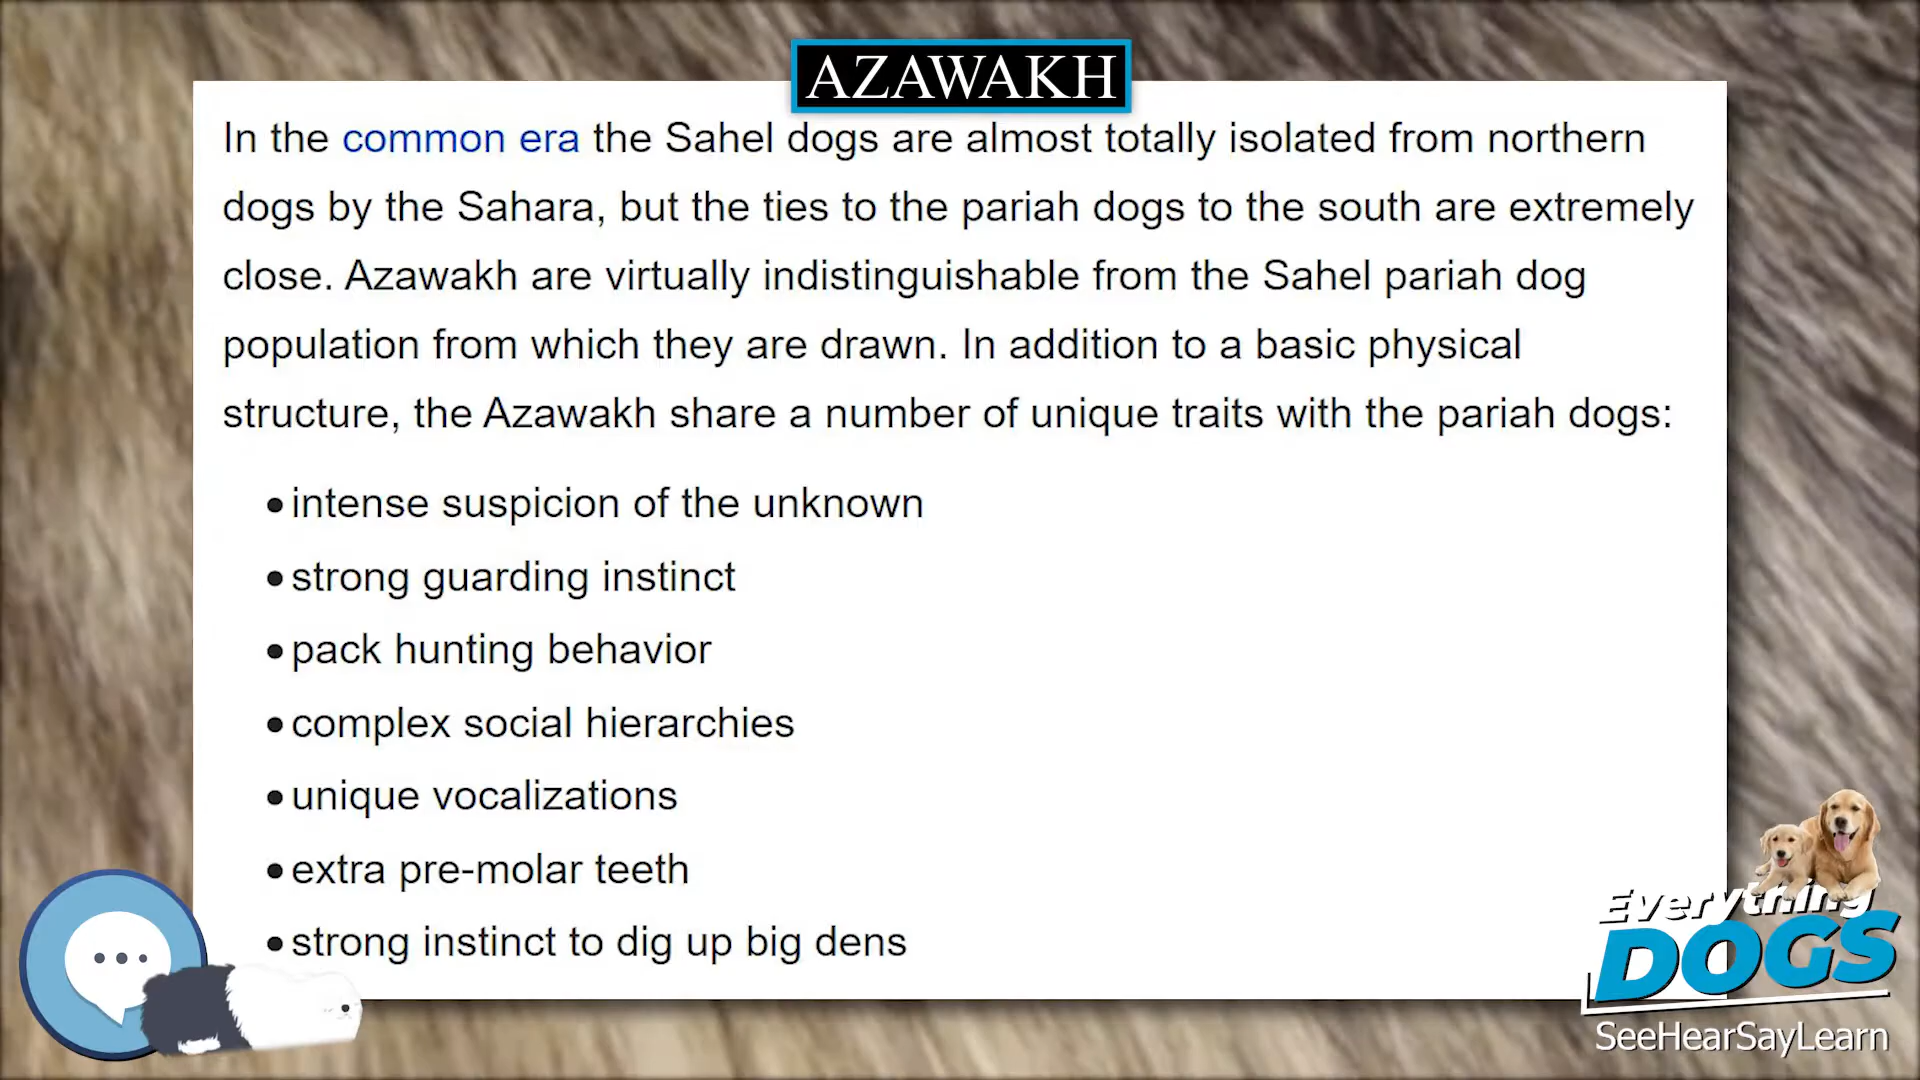 AZAWAKH
In the common era the Sahel dogs are almost totally isolated from northern
dogs by the Sahara, but the ties to the pariah dogs to the south are extremely
close. Azawakh are virtually indistinguishable from the Sahel pariah dog
population from which they are drawn. In addition to a basic physical
structure, the Azawakh share a number of unique traits with the pariah dogs:
• intense suspicion of the unknown
• strong guarding instinct
• pack hunting behavior
• complex social hierarchies
• unique vocalizations
• extra pre-molar teeth
• strong instinct to dig up big dens
Everything
DOGS
SeeHearSayLearn